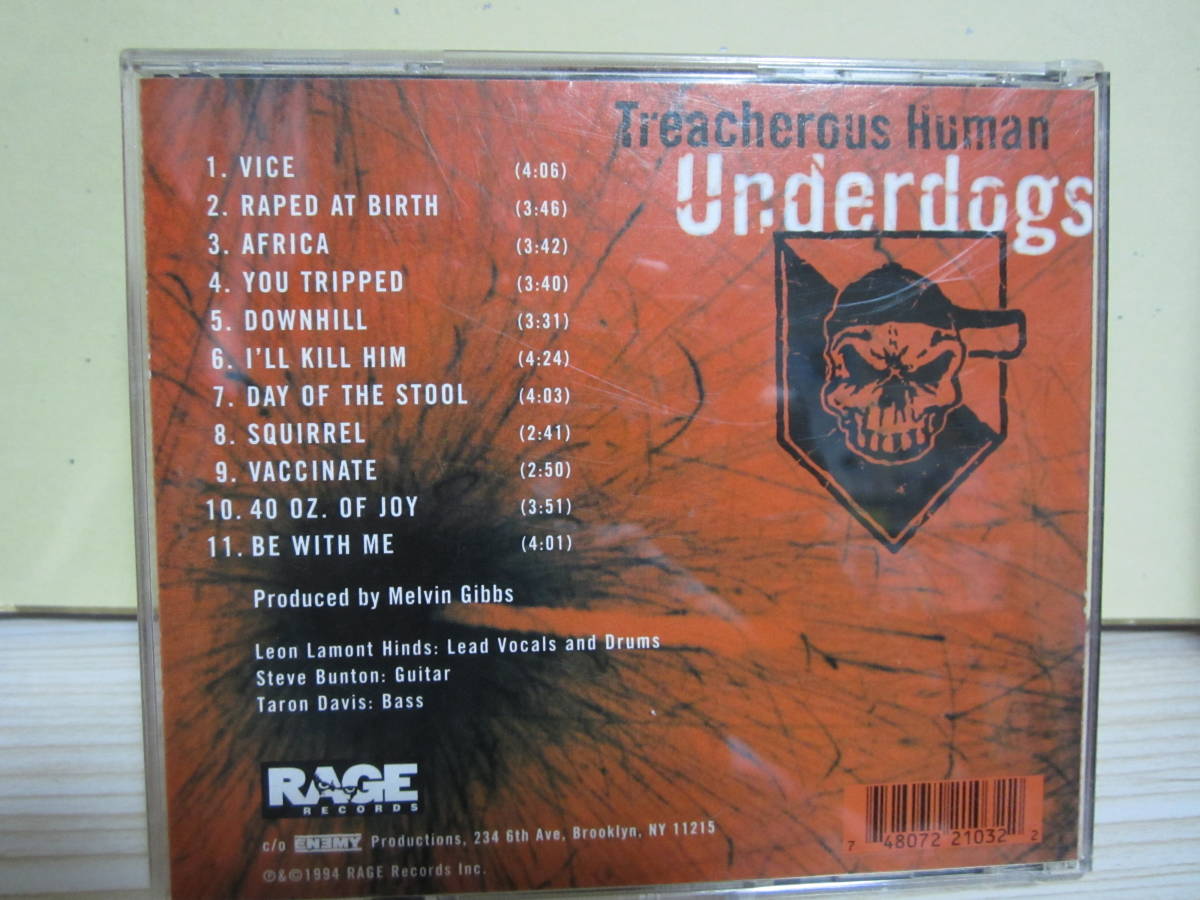 Treacherous Human
Underdogs
1. VICE (4:06)
2. RAPED AT BIRTH (3:46)
3. AFRICA (3:42)
4. YOU TRIPPED (3:40)
5. DOWNHILL (3:31)
6. I'LL KILL HIM (4:24)
7. DAY OF THE STOOL (4:03)
8. SQUIRREL (2:41)
9. VACCINATE (2:50)
10. 40 OZ. OF JOY (3:51)
11. BE WITH ME (4:01)
Produced by Melvin Gibbs
Leon Lamont Hinds: Lead Vocals and Drums
Steve Bunton: Guitar
Taron Davis: Bass
RAGE
RECORDS
c/o ENEMY Productions, 234 6th Ave, Brooklyn, NY 11215
℗&©1994 RAGE Records Inc.
7 48072 21032 2